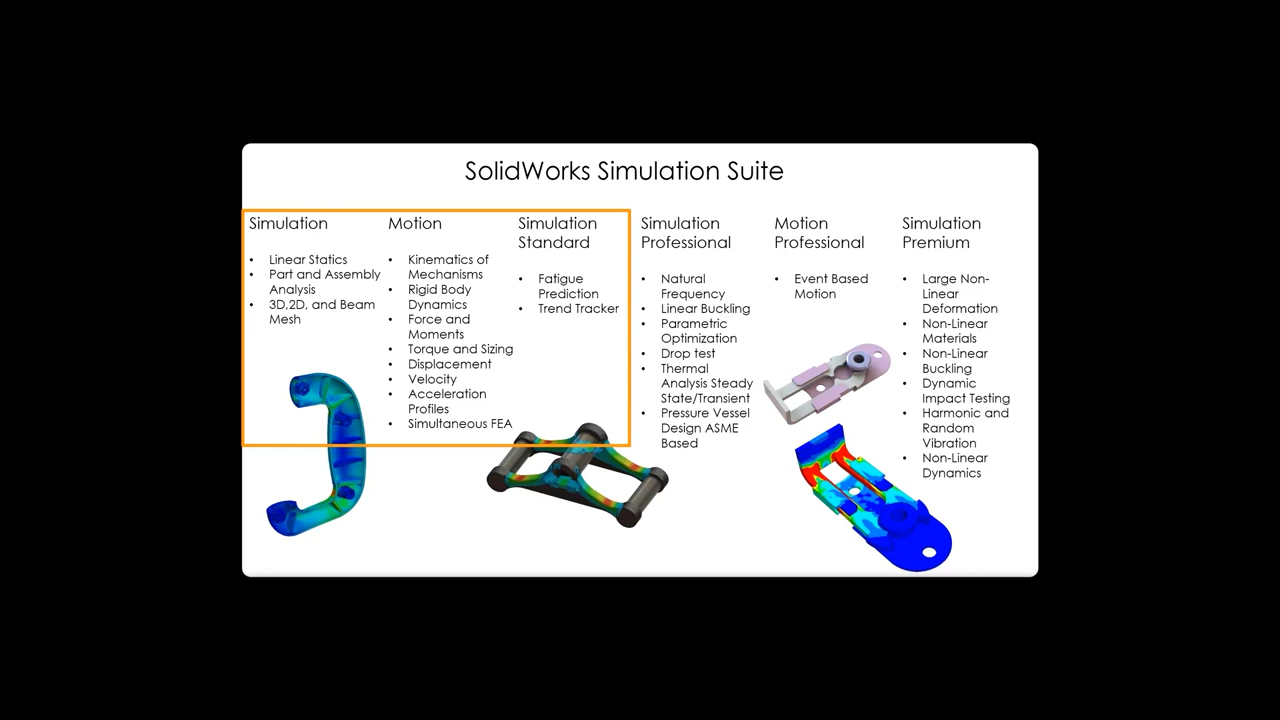 SolidWorks Simulation Suite
Simulation
• Linear Statics
• Part and Assembly
Analysis
• 3D,2D, and Beam
Mesh
Motion
• Kinematics of
Mechanisms
• Rigid Body
Dynamics
• Force and
Moments
• Torque and Sizing
• Displacement
• Velocity
• Acceleration
Profiles
• Simultaneous FEA
Simulation
Standard
• Fatigue
Prediction
• Trend Tracker
Simulation
Professional
• Natural
Frequency
• Linear Buckling
• Parametric
Optimization
• Drop test
• Thermal
Analysis Steady
State/Transient
• Pressure Vessel
Design ASME
Based
Motion
Professional
• Event Based
Motion
Simulation
Premium
• Large Non-
Linear
Deformation
• Non-Linear
Materials
• Non-Linear
Buckling
• Dynamic
Impact Testing
• Harmonic and
Random
Vibration
• Non-Linear
Dynamics